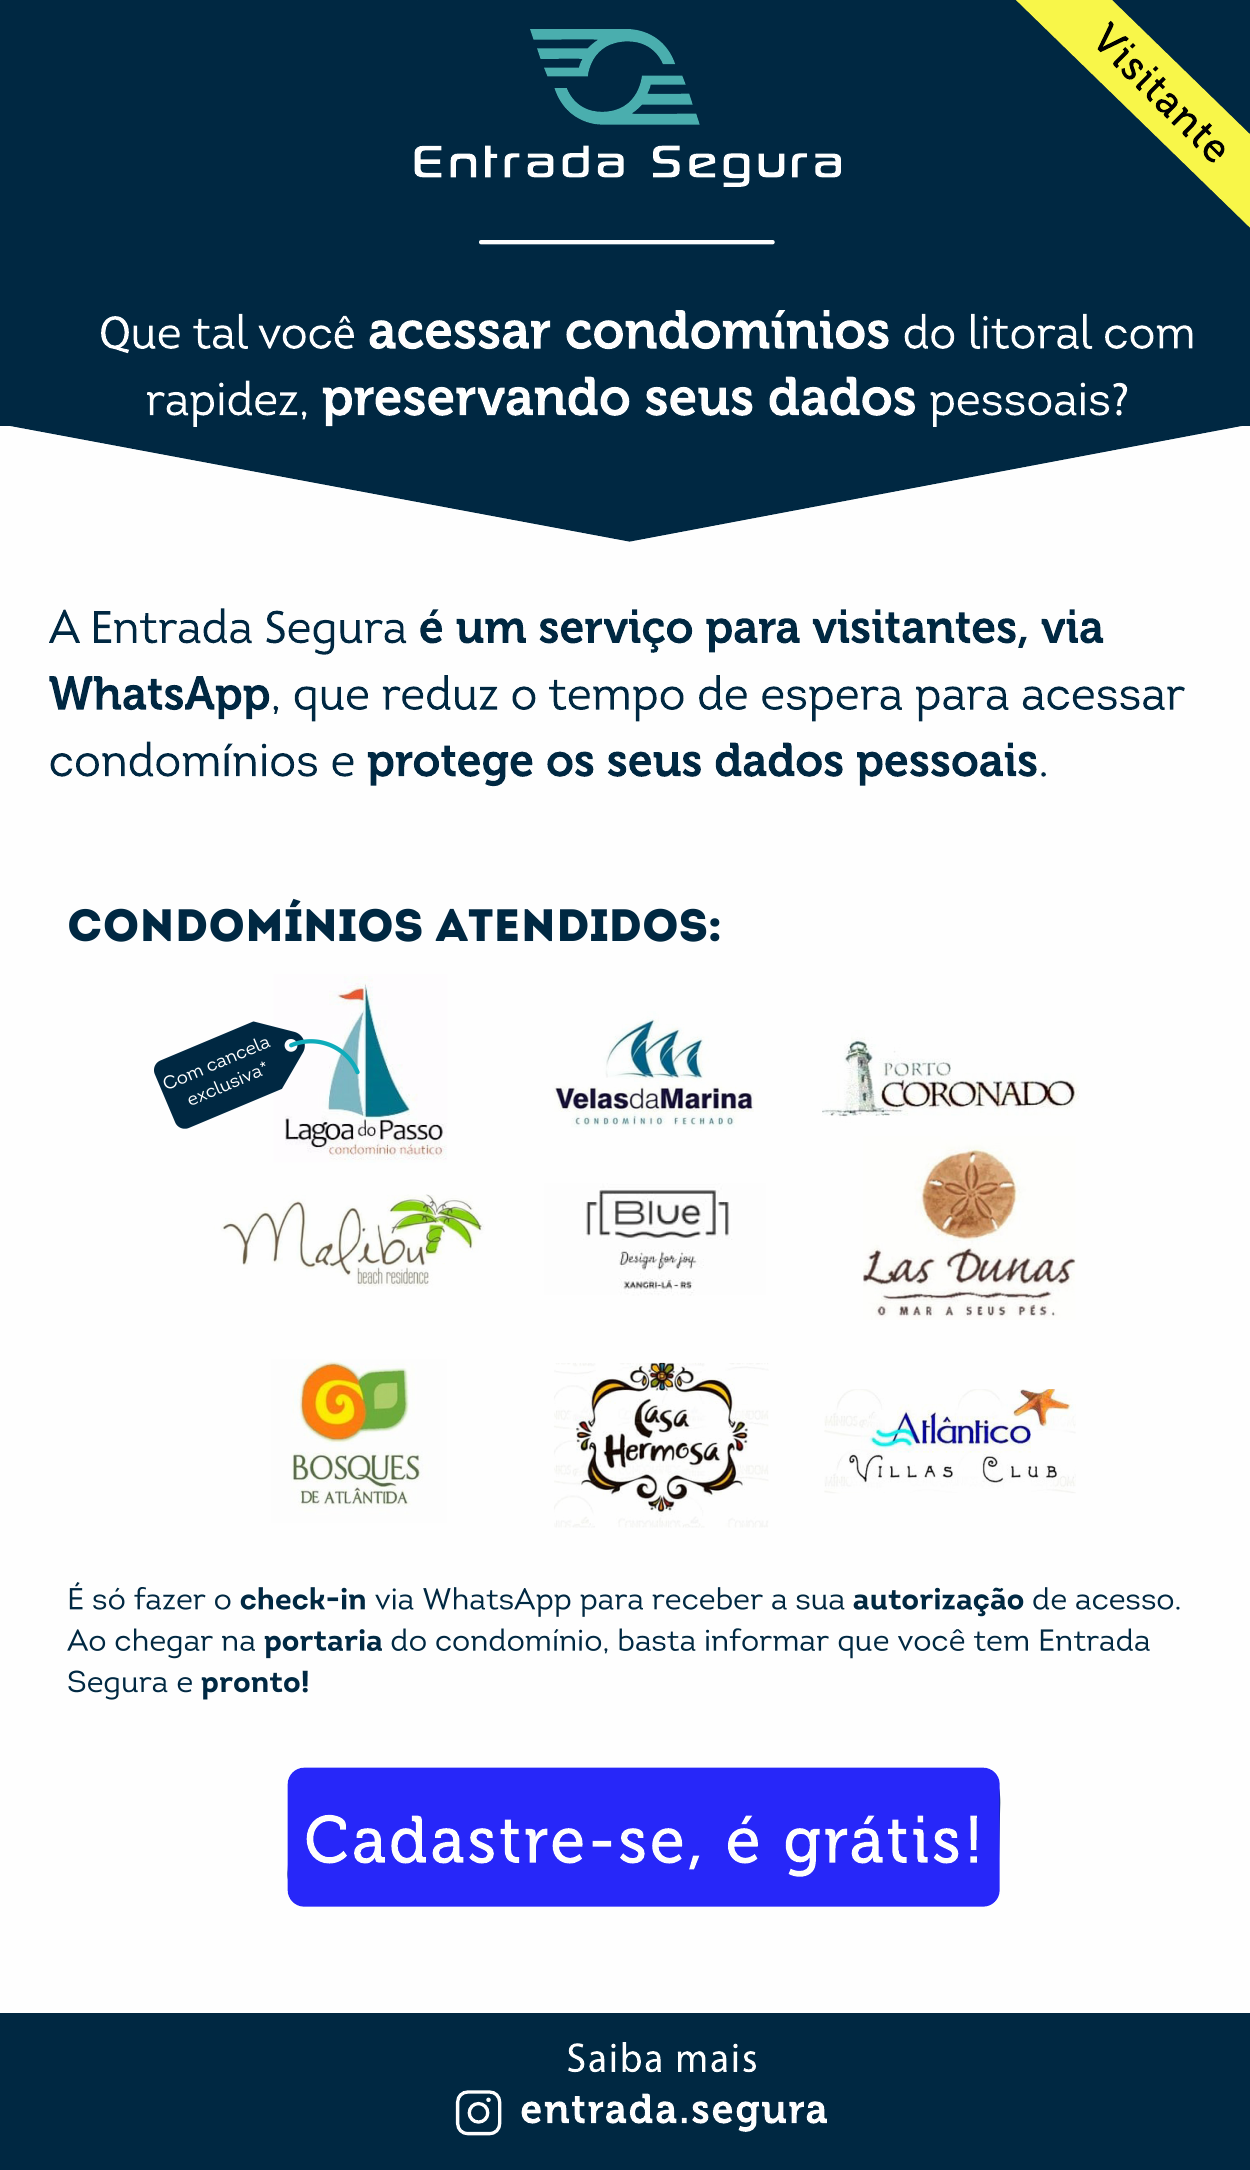 Visitante
Entrada Segura
Que tal você acessar condomínios do litoral com
rapidez, preservando seus dados pessoais?
A Entrada Segura é um serviço para visitantes, via
WhatsApp, que reduz o tempo de espera para acessar
condomínios e protege os seus dados pessoais.
CONDOMÍNIOS ATENDIDOS:
Com cancela
exclusiva*
Lagoa do Passo
condomínio náutico
VelasdaMarina
CONDOMÍNIO FECHADO
PORTO
CORONADO
Malibu
beach residence
Blue
Design for joy.
XANGRI-LÁ - RS
Las Dunas
O MAR A SEUS PÉS.
BOSQUES
DE ATLÂNTIDA
Casa
Hermosa
Atlântico
VILLAS CLUB
É só fazer o check-in via WhatsApp para receber a sua autorização de acesso.
Ao chegar na portaria do condomínio, basta informar que você tem Entrada
Segura e pronto!
Cadastre-se, é grátis!
Saiba mais
entrada.segura